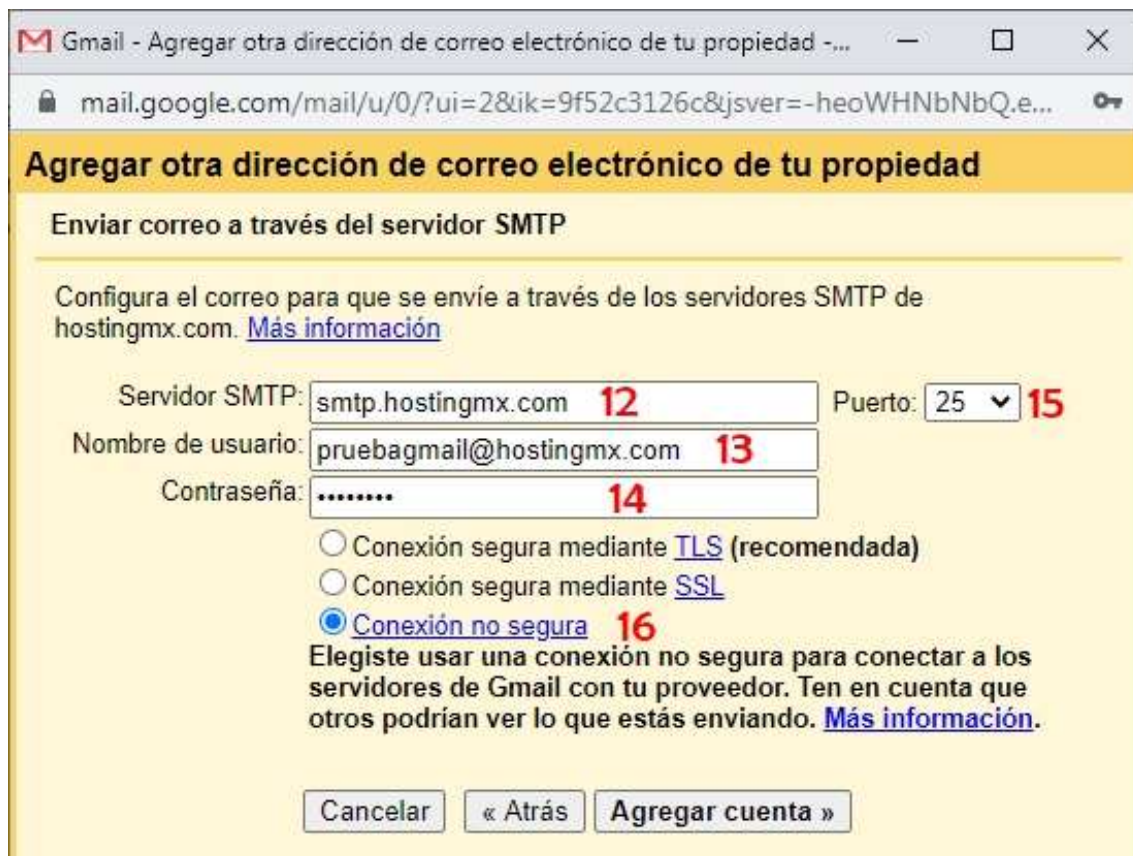 Gmail - Agregar otra dirección de correo electrónico de tu propiedad -...
mail.google.com/mail/u/0/?ui=2&ik=9f52c3126c&jsver=-heoWHNbNbQ.e...
Agregar otra dirección de correo electrónico de tu propiedad
Enviar correo a través del servidor SMTP
Configura el correo para que se envíe a través de los servidores SMTP de
hostingmx.com. Más información
Servidor SMTP: smtp.hostingmx.com 12 Puerto: 25 15
Nombre de usuario: pruebagmail@hostingmx.com 13
Contraseña: •••••••• 14
Conexión segura mediante TLS (recomendada)
Conexión segura mediante SSL
Conexión no segura 16
Elegiste usar una conexión no segura para conectar a los
servidores de Gmail con tu proveedor. Ten en cuenta que
otros podrían ver lo que estás enviando. Más información.
Cancelar « Atrás Agregar cuenta »